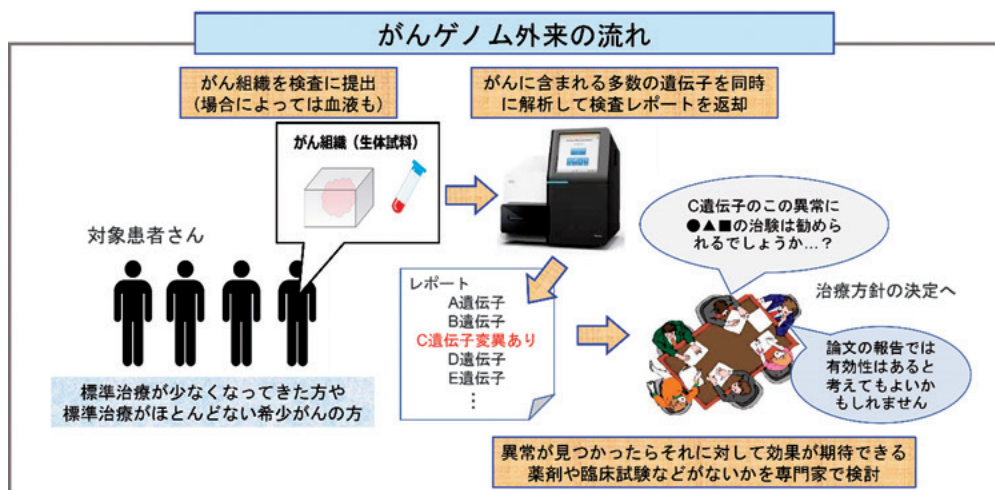 がんゲノム外来の流れ
がん組織を検査に提出
(場合によっては血液も)
がんに含まれる多数の遺伝子を同時
に解析して検査レポートを返却
がん組織(生体試料)
対象患者さん
標準治療が少なくなってきた方や
標準治療がほとんどない希少がんの方
レポート
A遺伝子
B遺伝子
C遺伝子変異あり
D遺伝子
E遺伝子
⋮
C遺伝子のこの異常に
●▲■の治験は勧めら
れるでしょうか…?
治療方針の決定へ
論文の報告では
有効性はあると
考えてもよいか
もしれません
異常が見つかったらそれに対して効果が期待できる
薬剤や臨床試験などがないかを専門家で検討